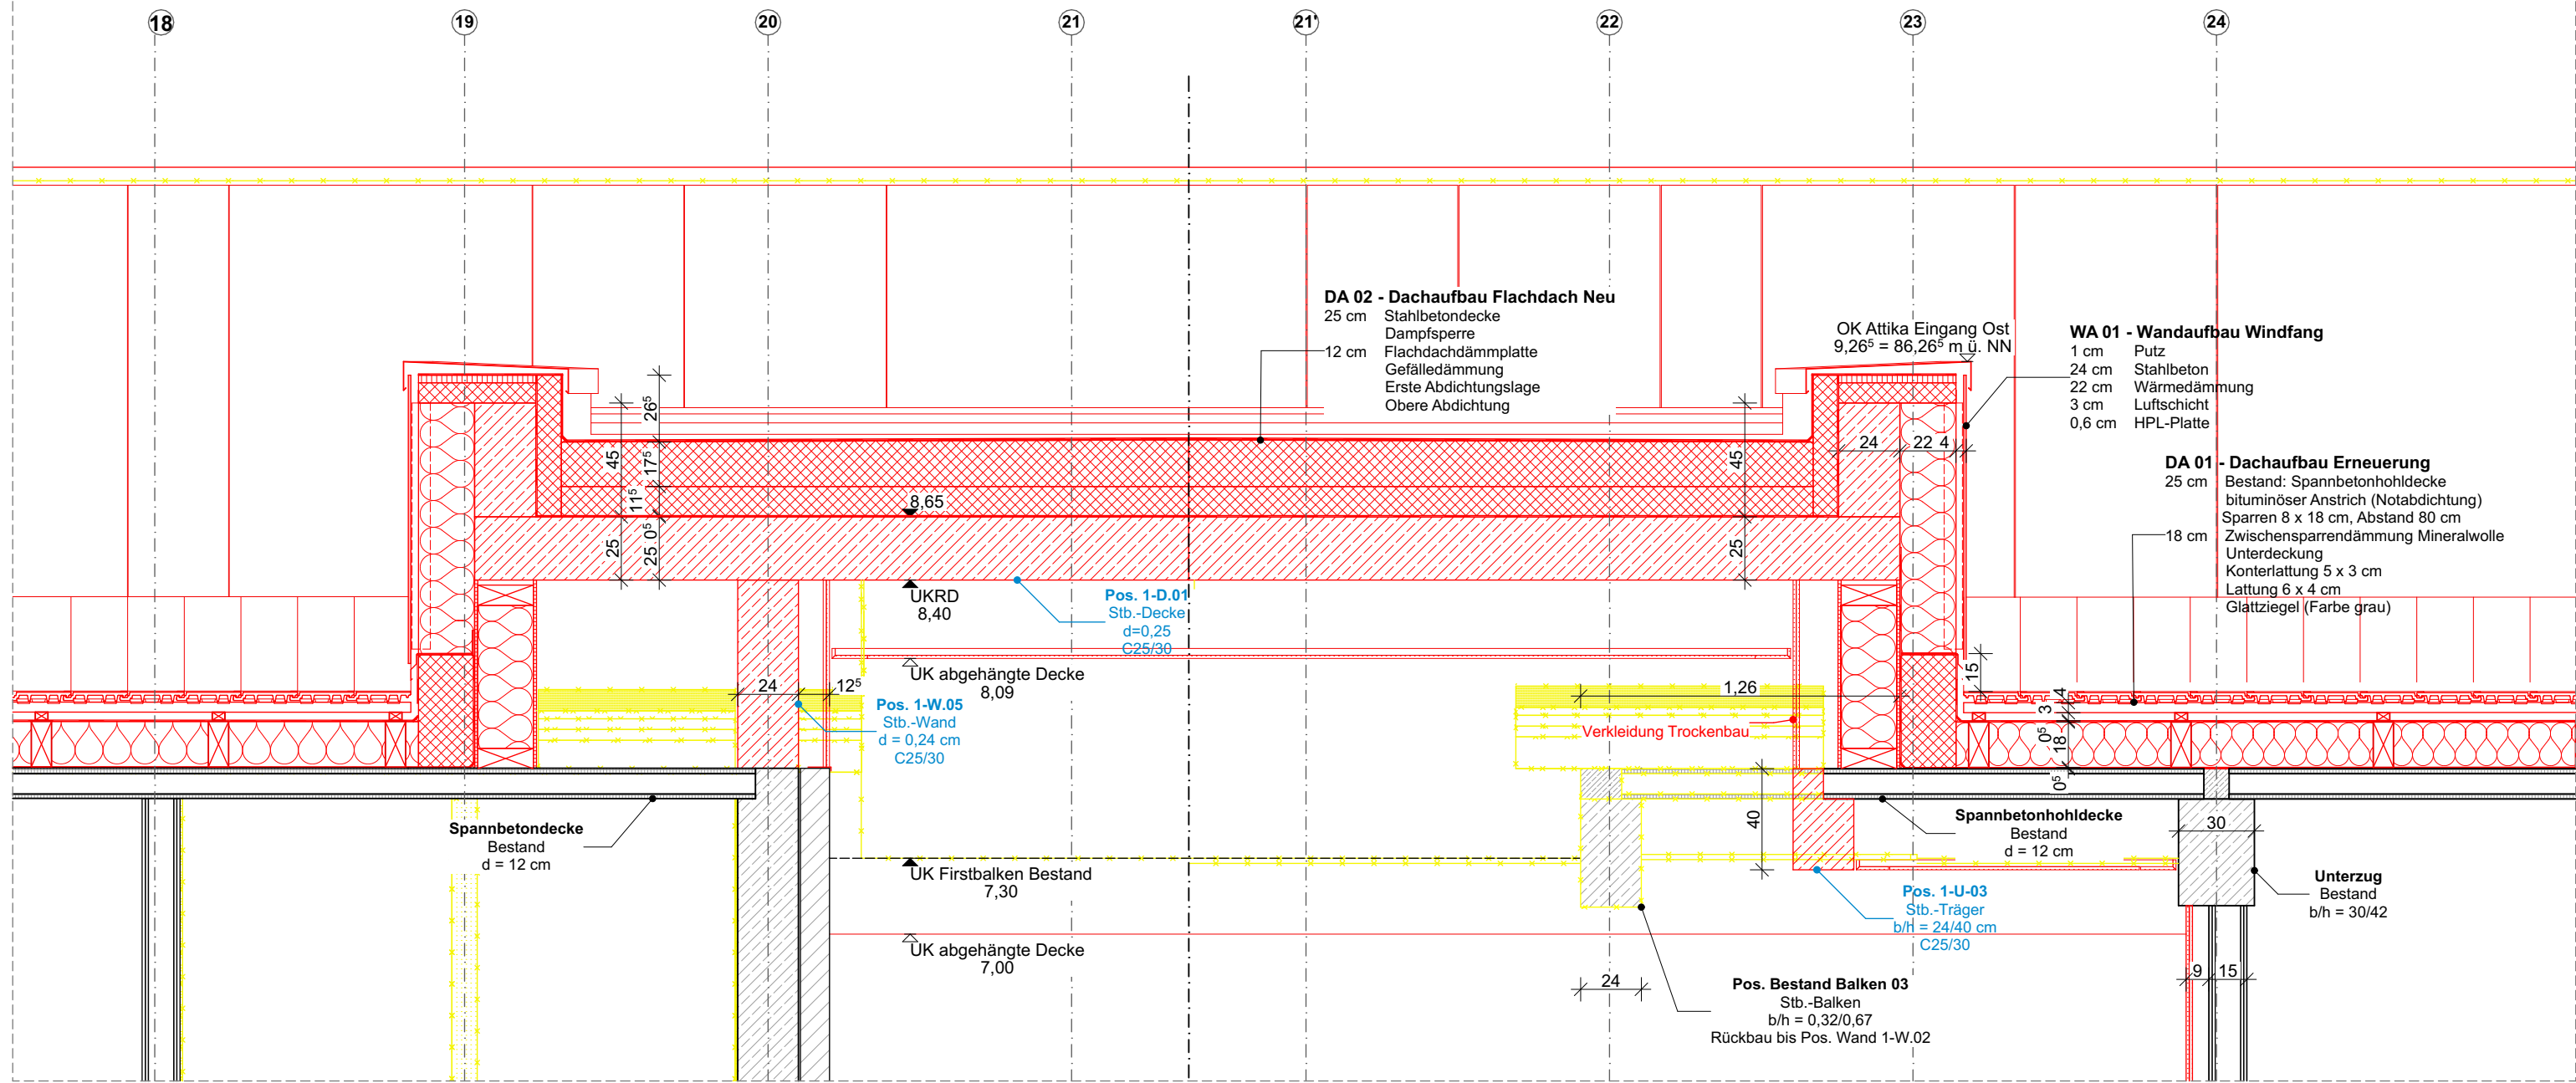 18 19 20 21 21' 22 23 24
DA 02 - Dachaufbau Flachdach Neu
25 cm Stahlbetondecke
Dampfsperre
12 cm Flachdachdämmplatte
Gefälledämmung
Erste Abdichtungslage
Obere Abdichtung
OK Attika Eingang Ost
9,26⁵ = 86,26⁵ m ü. NN
WA 01 - Wandaufbau Windfang
1 cm Putz
24 cm Stahlbeton
22 cm Wärmedämmung
3 cm Luftschicht
0,6 cm HPL-Platte
DA 01 - Dachaufbau Erneuerung
25 cm Bestand: Spannbetonhohldecke
bituminöser Anstrich (Notabdichtung)
Sparren 8 x 18 cm, Abstand 80 cm
18 cm Zwischensparrendämmung Mineralwolle
Unterdeckung
Konterlattung 5 x 3 cm
Lattung 6 x 4 cm
Glattziegel (Farbe grau)
26⁵
45
17⁵
11⁵
25
25,0⁵
45
25
24 22 4
8,65
UKRD
8,40
Pos. 1-D.01
Stb.-Decke
d=0,25
C25/30
UK abgehängte Decke
8,09
24 12⁵
Pos. 1-W.05
Stb.-Wand
d = 0,24 cm
C25/30
1,26
Verkleidung Trockenbau
15
4
3
0⁵
18
0⁵
Spannbetondecke
Bestand
d = 12 cm
40
Spannbetonhohldecke
Bestand
d = 12 cm
30
UK Firstbalken Bestand
7,30
Pos. 1-U-03
Stb.-Träger
b/h = 24/40 cm
C25/30
Unterzug
Bestand
b/h = 30/42
UK abgehängte Decke
7,00
24
9 15
Pos. Bestand Balken 03
Stb.-Balken
b/h = 0,32/0,67
Rückbau bis Pos. Wand 1-W.02